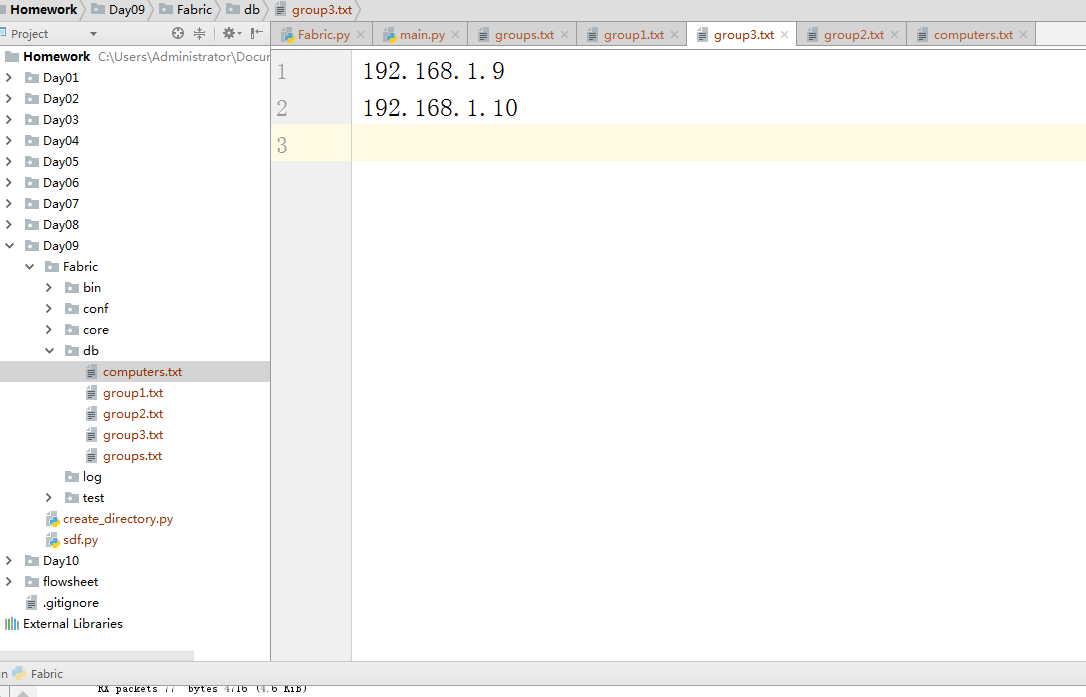 Homework Day09 Fabric db group3.txt
Project
Fabric.py main.py groups.txt group1.txt group3.txt group2.txt computers.txt
Homework C:\Users\Administrator\Docur
Day01
Day02
Day03
Day04
Day05
Day06
Day07
Day08
Day09
Fabric
bin
conf
core
db
computers.txt
group1.txt
group2.txt
group3.txt
groups.txt
log
test
create_directory.py
sdf.py
Day10
flowsheet
.gitignore
External Libraries
1 192.168.1.9
2 192.168.1.10
3
n Fabric
RX packets 77 bytes 4716 (4.6 KiB)